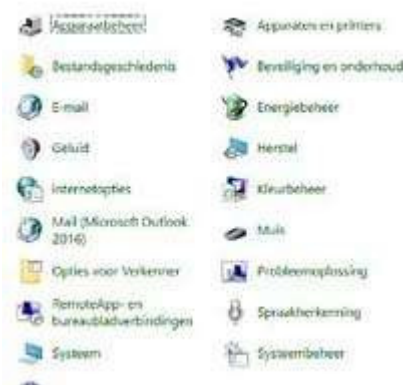 Apparaatbeheer
Apparaten en printers
Bestandsgeschiedenis
Beveiliging en onderhoud
E-mail
Energiebeheer
Geluid
Herstel
Internetopties
Kleurbeheer
Mail (Microsoft Outlook
2016)
Muis
Opties voor Verkenner
Probleemoplossing
RemoteApp- en
bureaubladverbindingen
Spraakherkenning
Systeem
Systeembeheer